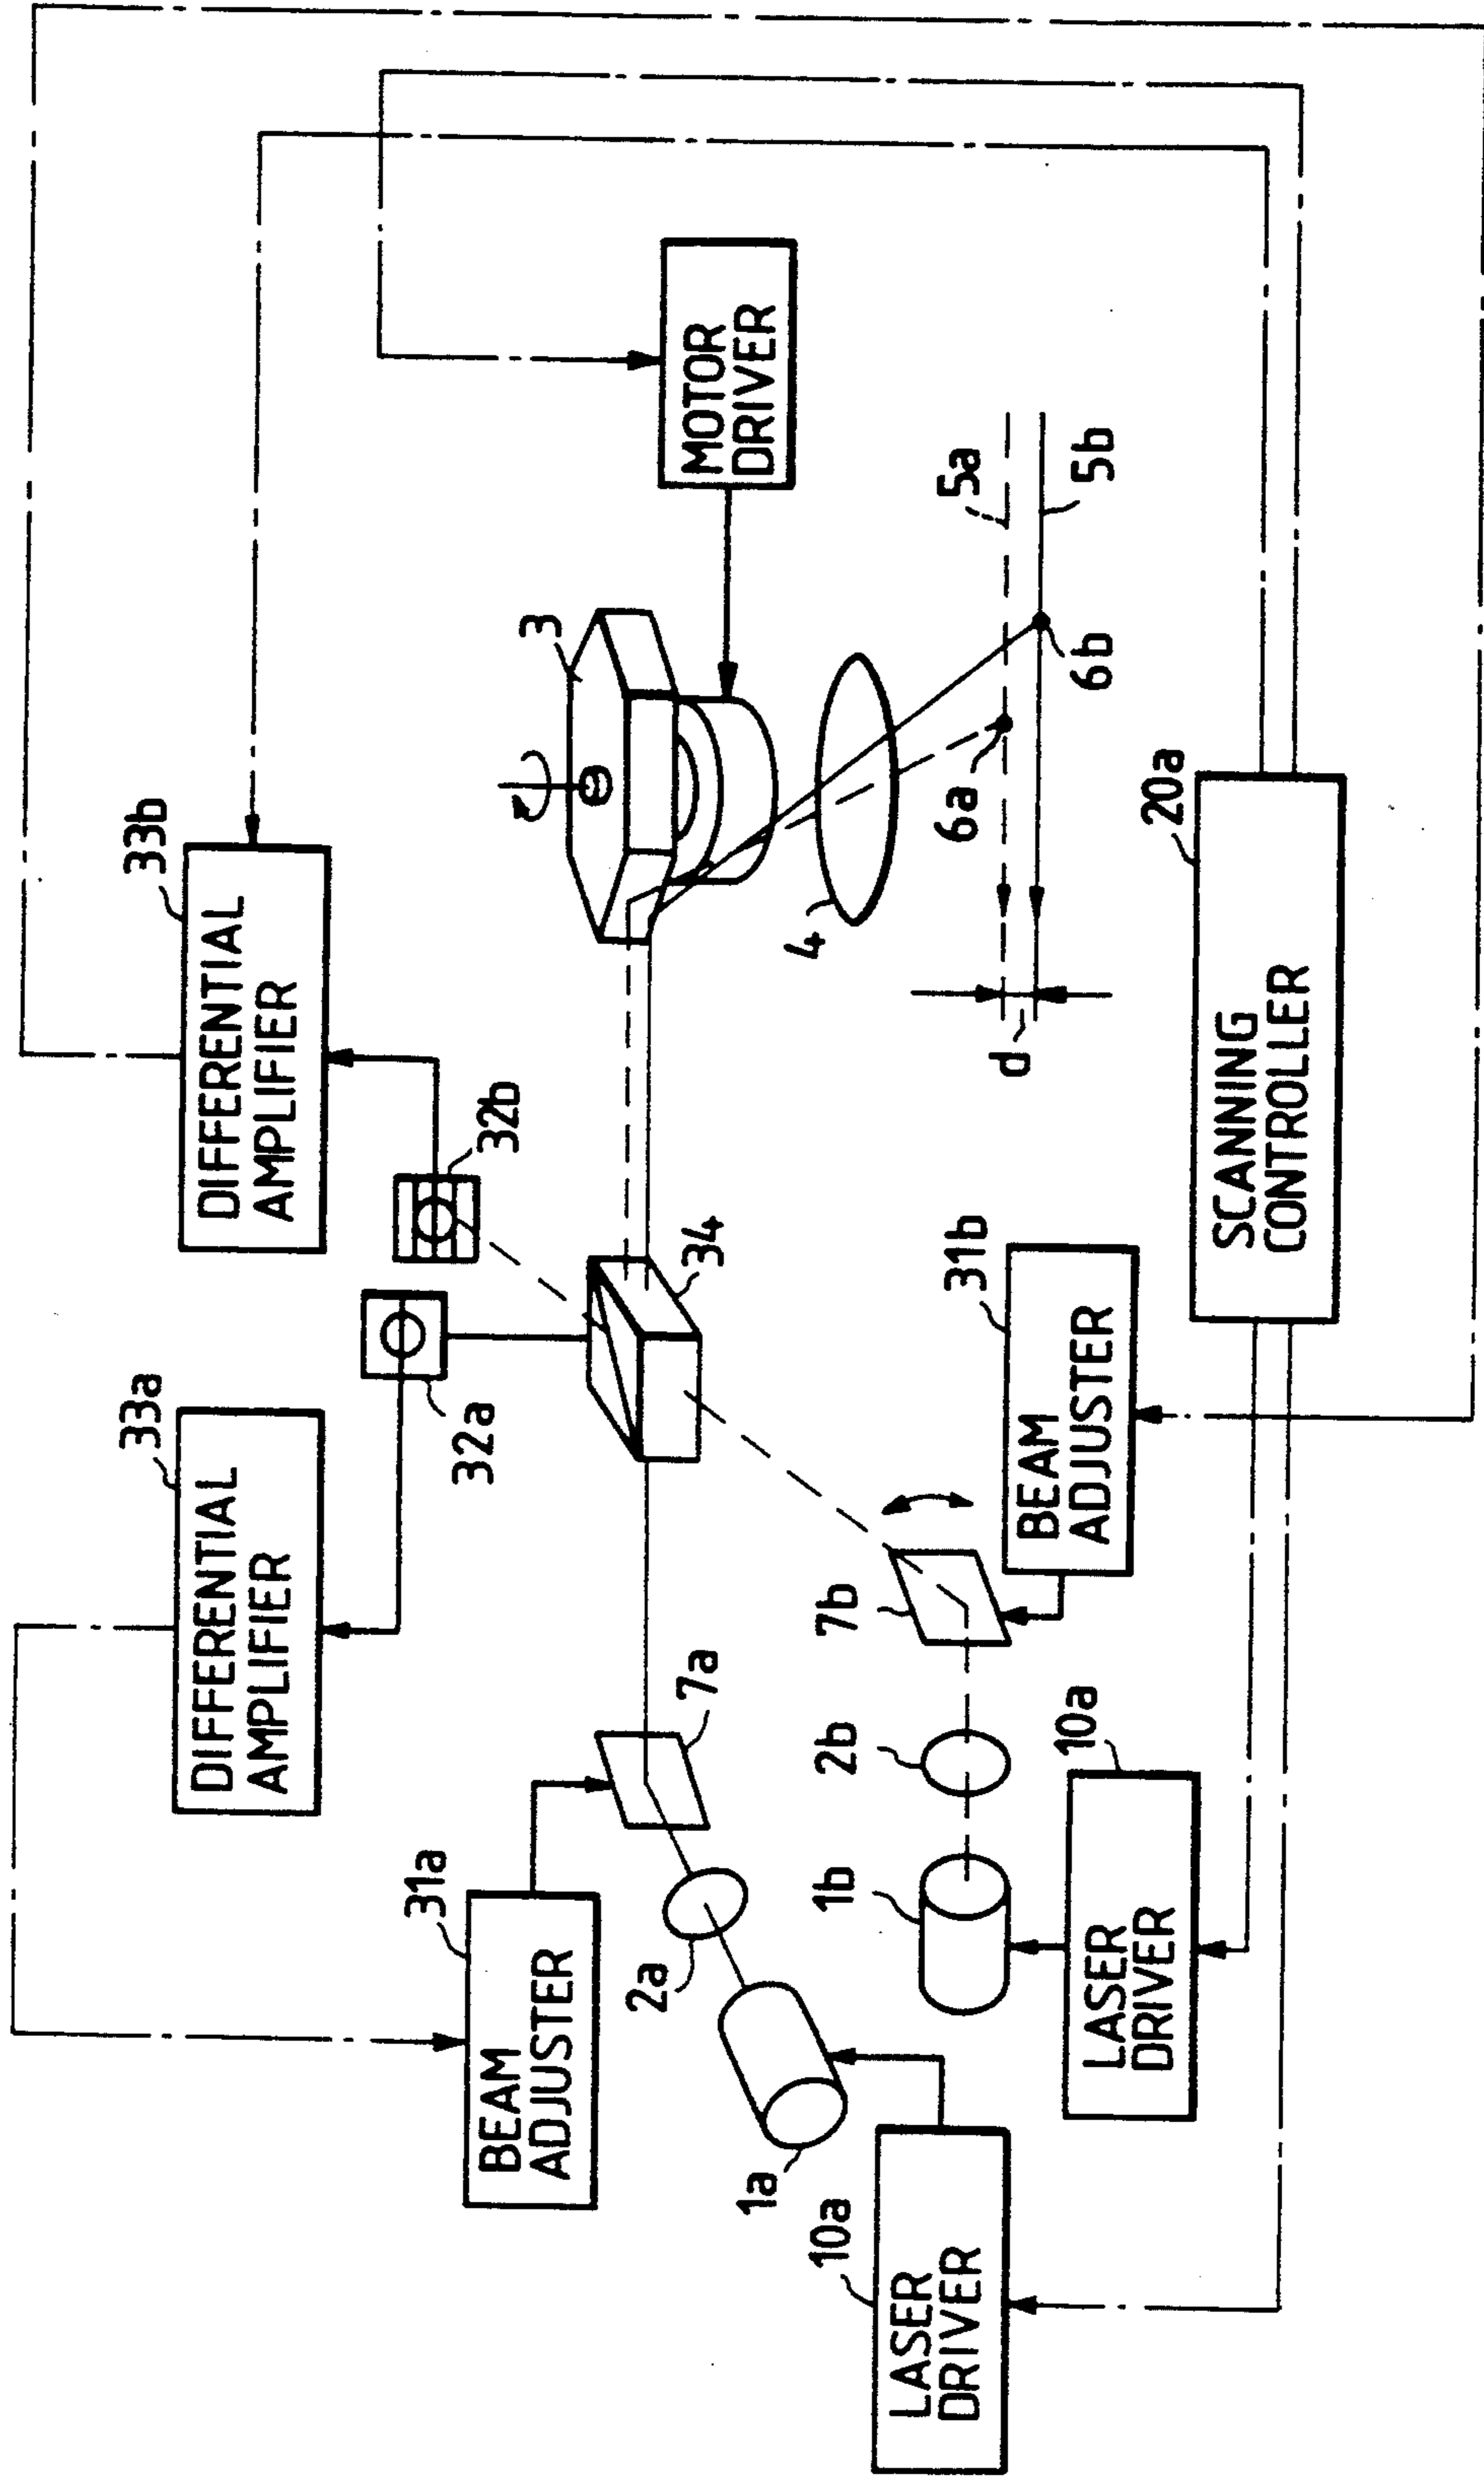 33a
DIFFERENTIAL
AMPLIFIER
33b
DIFFERENTIAL
AMPLIFIER
32a
32b
31a
BEAM
ADJUSTER
7a
2a
1a
34
3
MOTOR
DRIVER
10a
LASER
DRIVER
1b
2b
7b
4
5a
6a
5b
6b
d
10a
LASER
DRIVER
31b
BEAM
ADJUSTER
20a
SCANNING
CONTROLLER